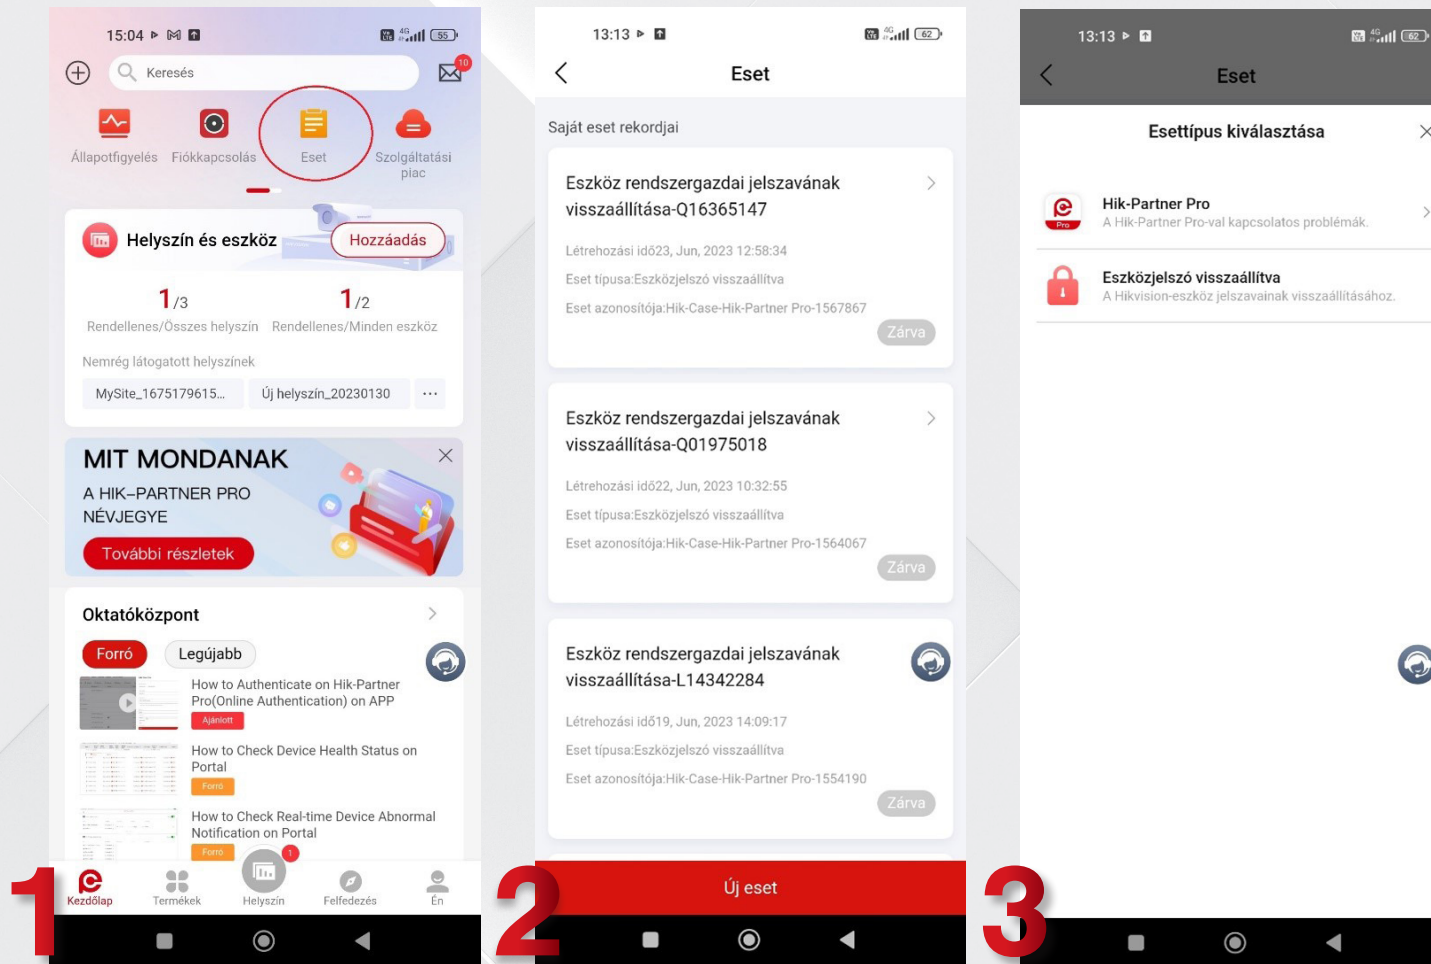 15:04
4G
55
Keresés
10
Állapotfigyelés
Fiókkapcsolás
Eset
Szolgáltatási
piac
Helyszín és eszköz
Hozzáadás
1/3
1/2
Rendellenes/Összes helyszín
Rendellenes/Minden eszköz
Nemrég látogatott helyszínek
MySite_1675179615...
Új helyszín_20230130
...
MIT MONDANAK
A HIK-PARTNER PRO
NÉVJEGYE
További részletek
Oktatóközpont
Forró
Legújabb
How to Authenticate on Hik-Partner
Pro(Online Authentication) on APP
Ajánlott
How to Check Device Health Status on
Portal
Forró
How to Check Real-time Device Abnormal
Notification on Portal
Forró
1
Kezdőlap
Termékek
Helyszín
Felfedezés
Én
1
13:13
4G
62
Eset
Saját eset rekordjai
Eszköz rendszergazdai jelszavának
visszaállítása-Q16365147
Létrehozási idő23, Jun, 2023 12:58:34
Eset típusa:Eszközjelszó visszaállítva
Eset azonosítója:Hik-Case-Hik-Partner Pro-1567867
Zárva
Eszköz rendszergazdai jelszavának
visszaállítása-Q01975018
Létrehozási idő22, Jun, 2023 10:32:55
Eset típusa:Eszközjelszó visszaállítva
Eset azonosítója:Hik-Case-Hik-Partner Pro-1564067
Zárva
Eszköz rendszergazdai jelszavának
visszaállítása-L14342284
Létrehozási idő19, Jun, 2023 14:09:17
Eset típusa:Eszközjelszó visszaállítva
Eset azonosítója:Hik-Case-Hik-Partner Pro-1554190
Zárva
Új eset
2
13:13
4G
62
Eset
Esettípus kiválasztása
Pro
Hik-Partner Pro
A Hik-Partner Pro-val kapcsolatos problémák.
Eszközjelszó visszaállítva
A Hikvision-eszköz jelszavainak visszaállításához.
3